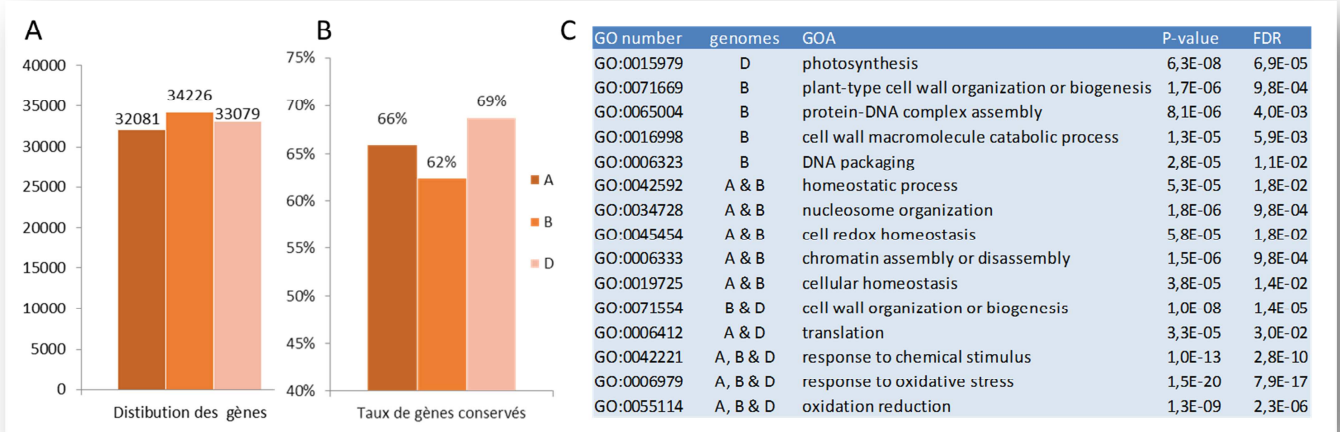 A
40000
35000
30000
25000
20000
15000
10000
5000
0
32081
34226
33079
Distibution des gènes
B
75%
70%
65%
60%
55%
50%
45%
40%
66%
62%
69%
Taux de gènes conservés
A
B
D
C
GO number genomes GOA P-value FDR
GO:0015979 D photosynthesis 6,3E-08 6,9E-05
GO:0071669 B plant-type cell wall organization or biogenesis 1,7E-06 9,8E-04
GO:0065004 B protein-DNA complex assembly 8,1E-06 4,0E-03
GO:0016998 B cell wall macromolecule catabolic process 1,3E-05 5,9E-03
GO:0006323 B DNA packaging 2,8E-05 1,1E-02
GO:0042592 A & B homeostatic process 5,3E-05 1,8E-02
GO:0034728 A & B nucleosome organization 1,8E-06 9,8E-04
GO:0045454 A & B cell redox homeostasis 5,8E-05 1,8E-02
GO:0006333 A & B chromatin assembly or disassembly 1,5E-06 9,8E-04
GO:0019725 A & B cellular homeostasis 3,8E-05 1,4E-02
GO:0071554 B & D cell wall organization or biogenesis 1,0E-08 1,4E-05
GO:0006412 A & D translation 3,3E-05 3,0E-02
GO:0042221 A, B & D response to chemical stimulus 1,0E-13 2,8E-10
GO:0006979 A, B & D response to oxidative stress 1,5E-20 7,9E-17
GO:0055114 A, B & D oxidation reduction 1,3E-09 2,3E-06